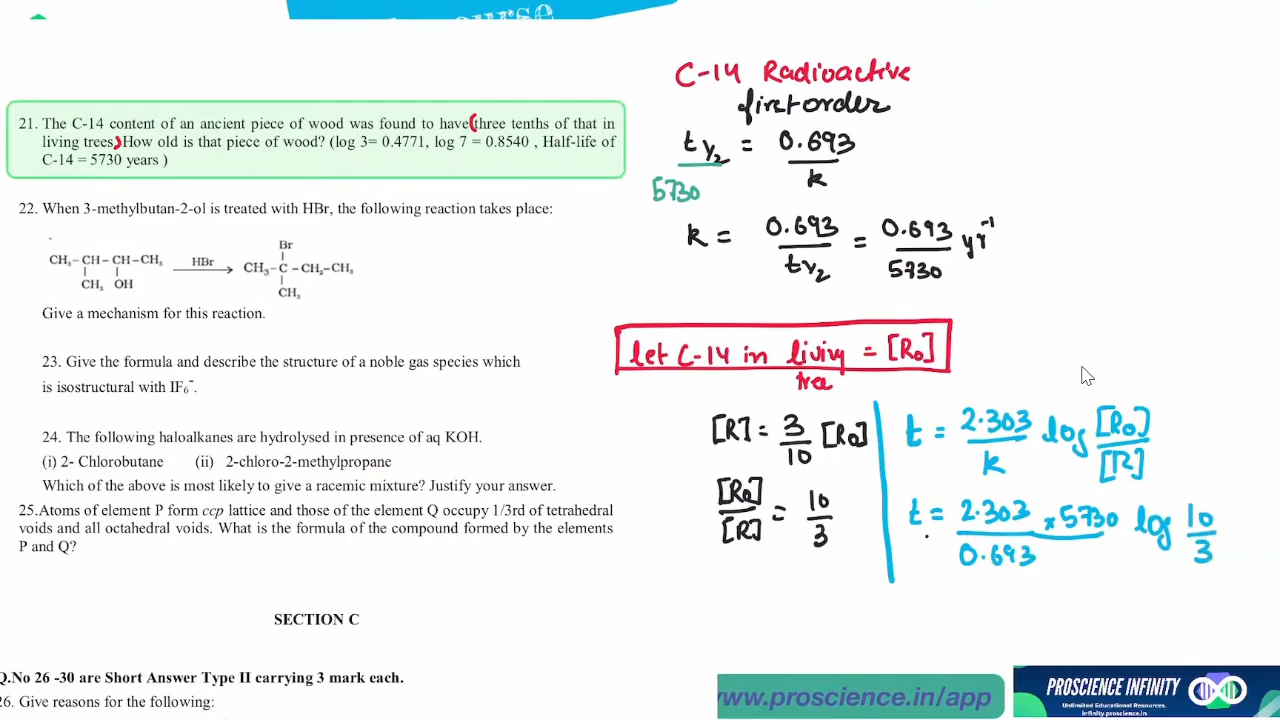 course
21. The C-14 content of an ancient piece of wood was found to have (three tenths of that in
living trees) How old is that piece of wood? (log 3= 0.4771, log 7 = 0.8540 , Half-life of
C-14 = 5730 years )
22. When 3-methylbutan-2-ol is treated with HBr, the following reaction takes place:
CH₃– CH – CH –CH₃
CH₃ OH
HBr
Br
CH₃–C –CH₂–CH₃
CH₃
Give a mechanism for this reaction.
23. Give the formula and describe the structure of a noble gas species which
is isostructural with IF₆⁻.
24. The following haloalkanes are hydrolysed in presence of aq KOH.
(i) 2- Chlorobutane (ii) 2-chloro-2-methylpropane
Which of the above is most likely to give a racemic mixture? Justify your answer.
25.Atoms of element P form ccp lattice and those of the element Q occupy 1/3rd of tetrahedral
voids and all octahedral voids. What is the formula of the compound formed by the elements
P and Q?
SECTION C
Q.No 26 -30 are Short Answer Type II carrying 3 mark each.
26. Give reasons for the following:
C-14 Radioactive
first order
t½ = 0.693/k
5730
k = 0.693/t½ = 0.693/5730 yr⁻¹
let C-14 in living = [R₀]
tree
[R] = 3/10 [R₀]
[R₀]/[R] = 10/3
t = 2.303/k log [R₀]/[R]
t = 2.303 × 5730/0.693 log 10/3
www.proscience.in/app
PROSCIENCE INFINITY
Unlimited Educational Resources.
Infinity.proscience.in